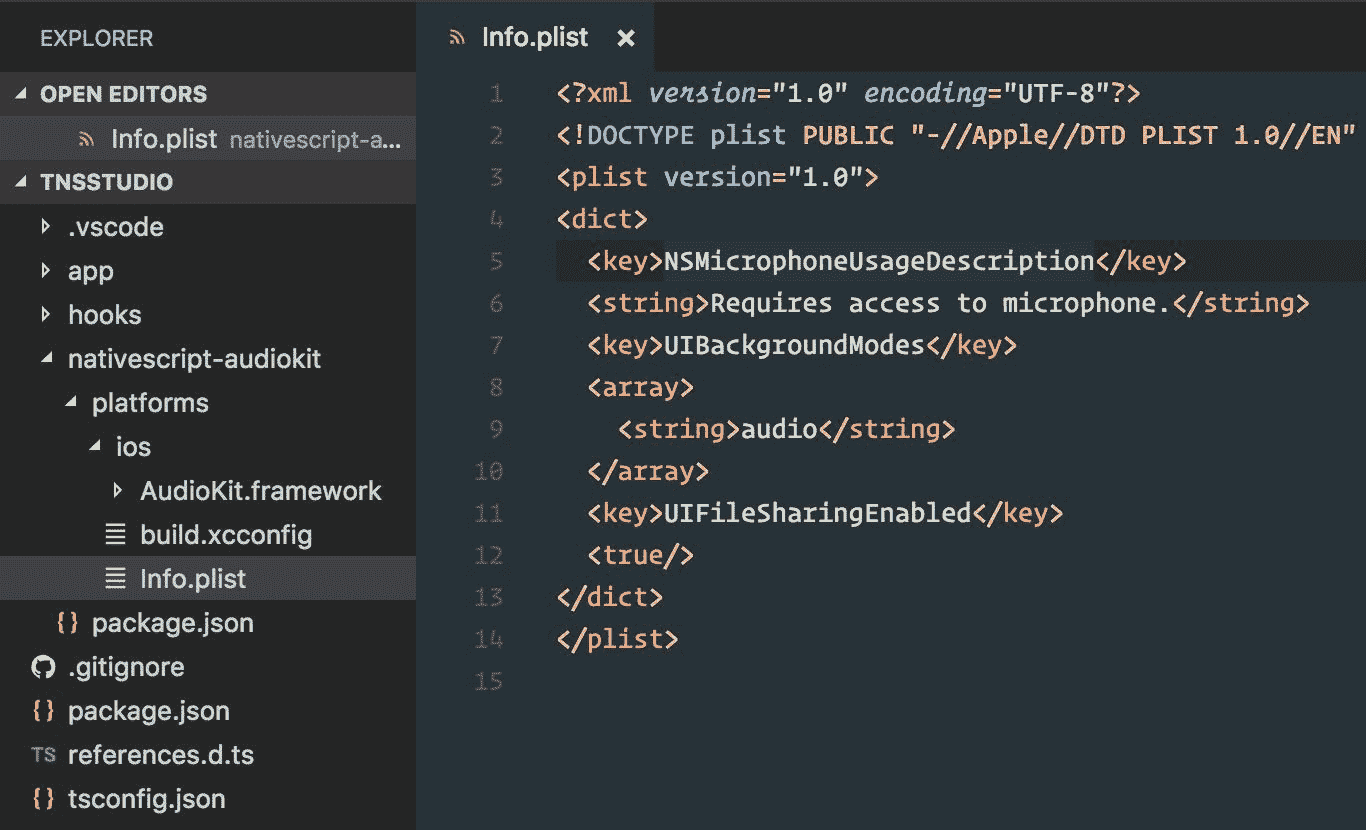 EXPLORER
OPEN EDITORS
Info.plist nativescript-a...
TNSSTUDIO
.vscode
app
hooks
nativescript-audiokit
platforms
ios
AudioKit.framework
build.xcconfig
Info.plist
{} package.json
.gitignore
{} package.json
TS references.d.ts
{} tsconfig.json
Info.plist ×
1 <?xml version="1.0" encoding="UTF-8"?>
2 <!DOCTYPE plist PUBLIC "-//Apple//DTD PLIST 1.0//EN"
3 <plist version="1.0">
4 <dict>
5 <key>NSMicrophoneUsageDescription</key>
6 <string>Requires access to microphone.</string>
7 <key>UIBackgroundModes</key>
8 <array>
9 <string>audio</string>
10 </array>
11 <key>UIFileSharingEnabled</key>
12 <true/>
13 </dict>
14 </plist>
15